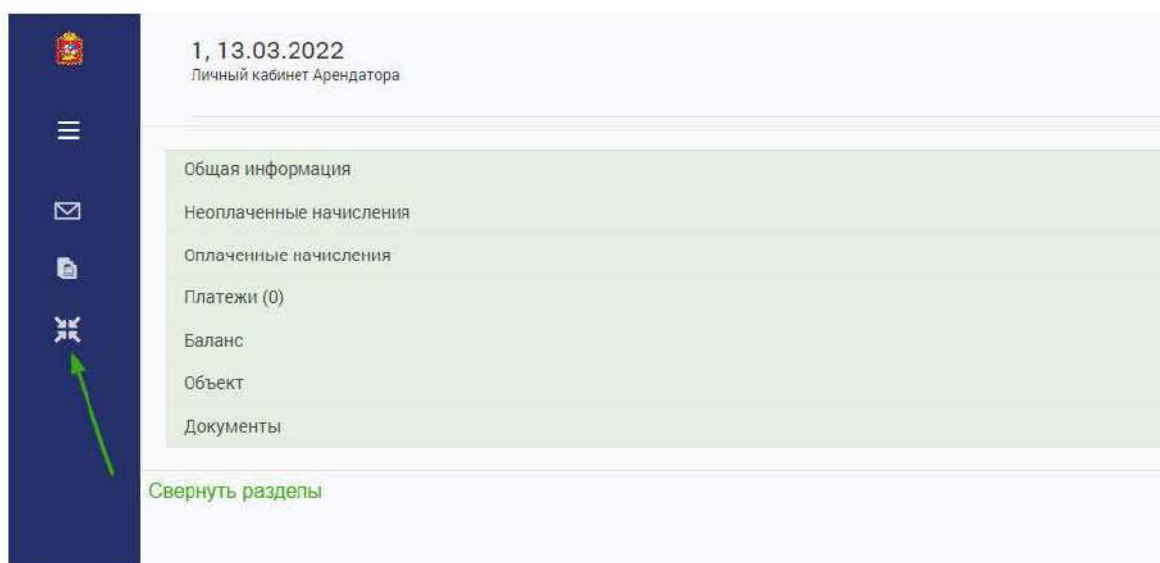 1, 13.03.2022
Личный кабинет Арендатора
Общая информация
Неоплаченные начисления
Оплаченные начисления
Платежи (0)
Баланс
Объект
Документы
Свернуть разделы